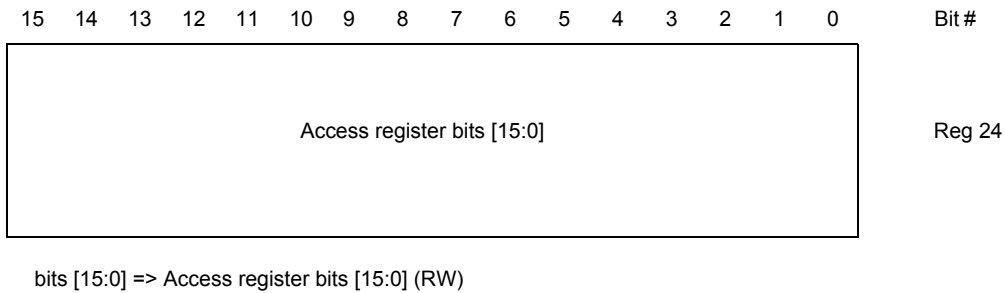 15 14 13 12 11 10 9 8 7 6 5 4 3 2 1 0 Bit #
Access register bits [15:0] Reg 24
bits [15:0] => Access register bits [15:0] (RW)